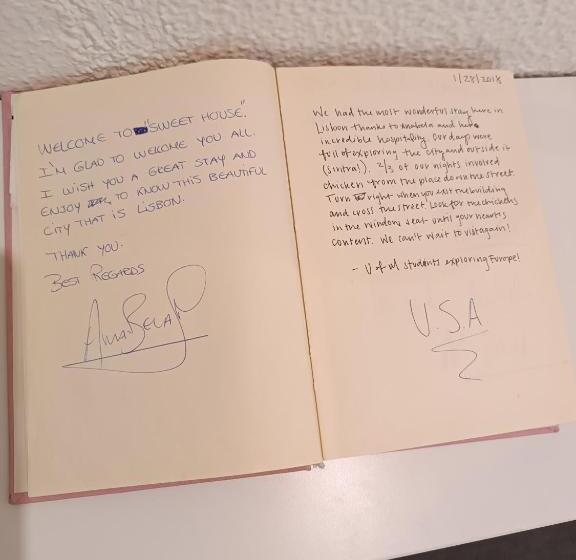 WELCOME TO "SWEET HOUSE".
I'M GLAD TO WELCOME YOU ALL.
I WISH YOU A GREAT STAY AND
ENJOY TO KNOW THIS BEAUTIFUL
CITY THAT IS LISBON.
THANK YOU.
BEST REGARDS
AnaBela
1/28/2018
We had the most wonderful stay here in
Lisbon thanks to Anabela and her
incredible hospitality. Our days were
full of exploring the city and outside it
(sintra!). 2/3 of our nights involved
chicken from the place down the street.
Turn right when you exit the building
and cross the street. Look for the chickens
in the window. eat until your hearts
content. We can't wait to visit again!
- U of M students exploring Europe!
U.S.A